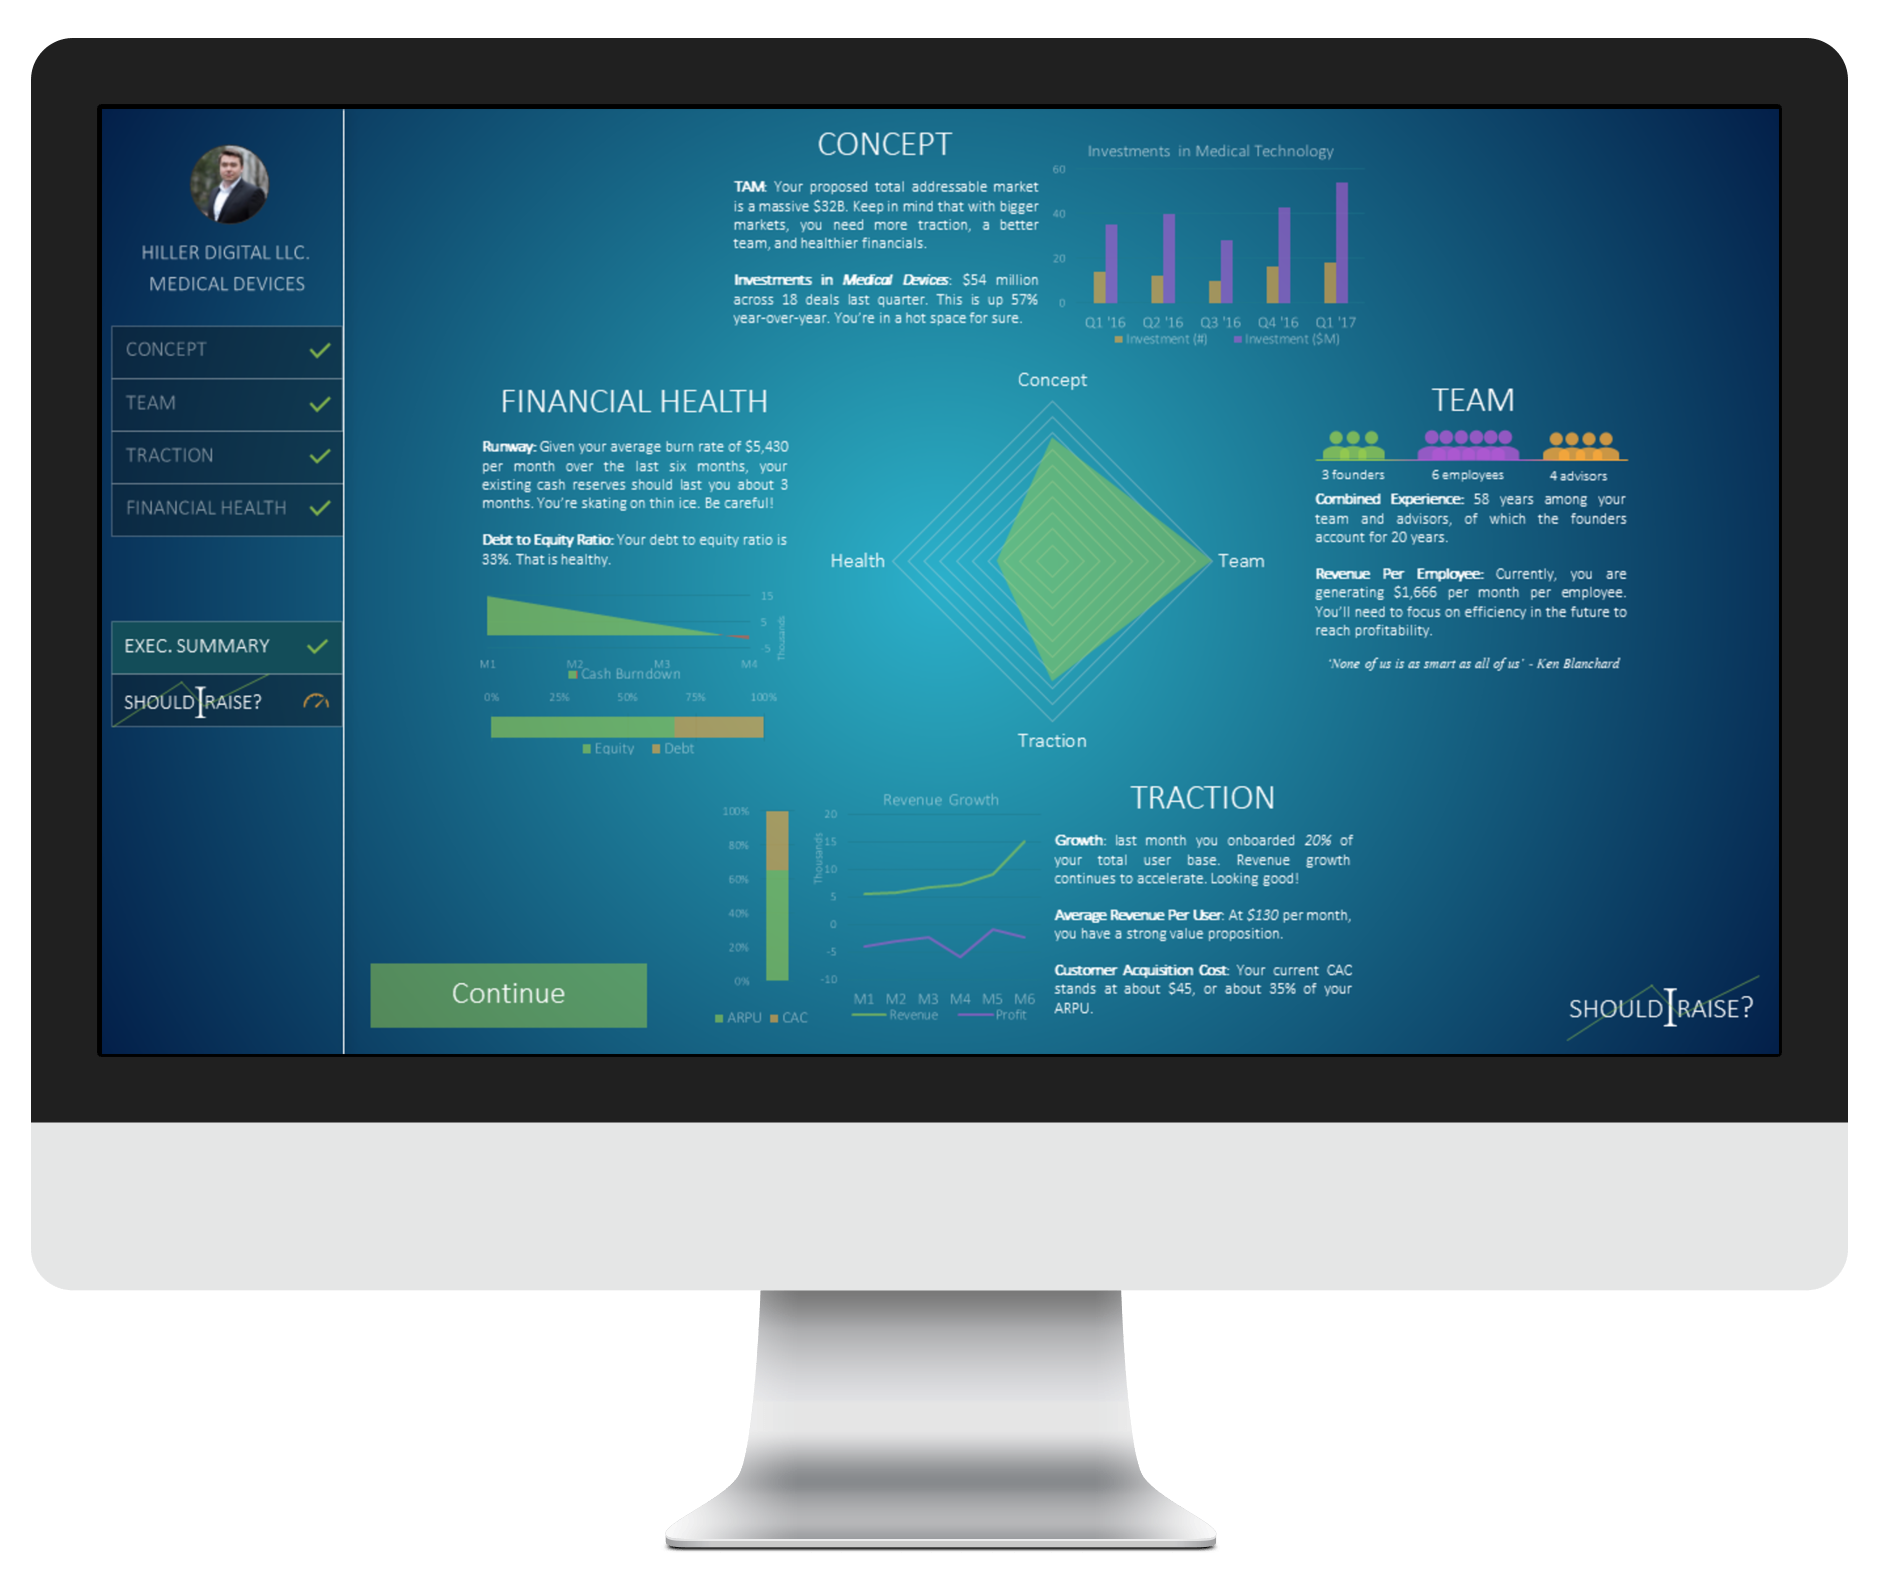 HILLER DIGITAL LLC.
MEDICAL DEVICES
CONCEPT
TEAM
TRACTION
FINANCIAL HEALTH
EXEC. SUMMARY
SHOULD I RAISE?
CONCEPT
TAM: Your proposed total addressable market
is a massive $32B. Keep in mind that with bigger
markets, you need more traction, a better
team, and healthier financials.
Investments in Medical Devices: $54 million
across 18 deals last quarter. This is up 57%
year-over-year. You're in a hot space for sure.
Investments in Medical Technology
60
40
20
0
Q1 '16 Q2 '16 Q3 '16 Q4 '16 Q1 '17
Investment (#) Investment ($M)
FINANCIAL HEALTH
Runway: Given your average burn rate of $5,430
per month over the last six months, your
existing cash reserves should last you about 3
months. You're skating on thin ice. Be careful!
Debt to Equity Ratio: Your debt to equity ratio is
33%. That is healthy.
15
5
-5
Thousands
M1 M2 M3 M4
Cash Burndown
0% 25% 50% 75% 100%
Equity Debt
Concept
Health
Team
Traction
TEAM
3 founders 6 employees 4 advisors
Combined Experience: 58 years among your
team and advisors, of which the founders
account for 20 years.
Revenue Per Employee: Currently, you are
generating $1,666 per month per employee.
You'll need to focus on efficiency in the future to
reach profitability.
'None of us is as smart as all of us' - Ken Blanchard
100%
80%
60%
40%
20%
0%
ARPU CAC
Revenue Growth
20
15
10
5
0
-5
-10
Thousands
M1 M2 M3 M4 M5 M6
Revenue Profit
TRACTION
Growth: last month you onboarded 20% of
your total user base. Revenue growth
continues to accelerate. Looking good!
Average Revenue Per User: At $130 per month,
you have a strong value proposition.
Customer Acquisition Cost: Your current CAC
stands at about $45, or about 35% of your
ARPU.
Continue
SHOULD I RAISE?